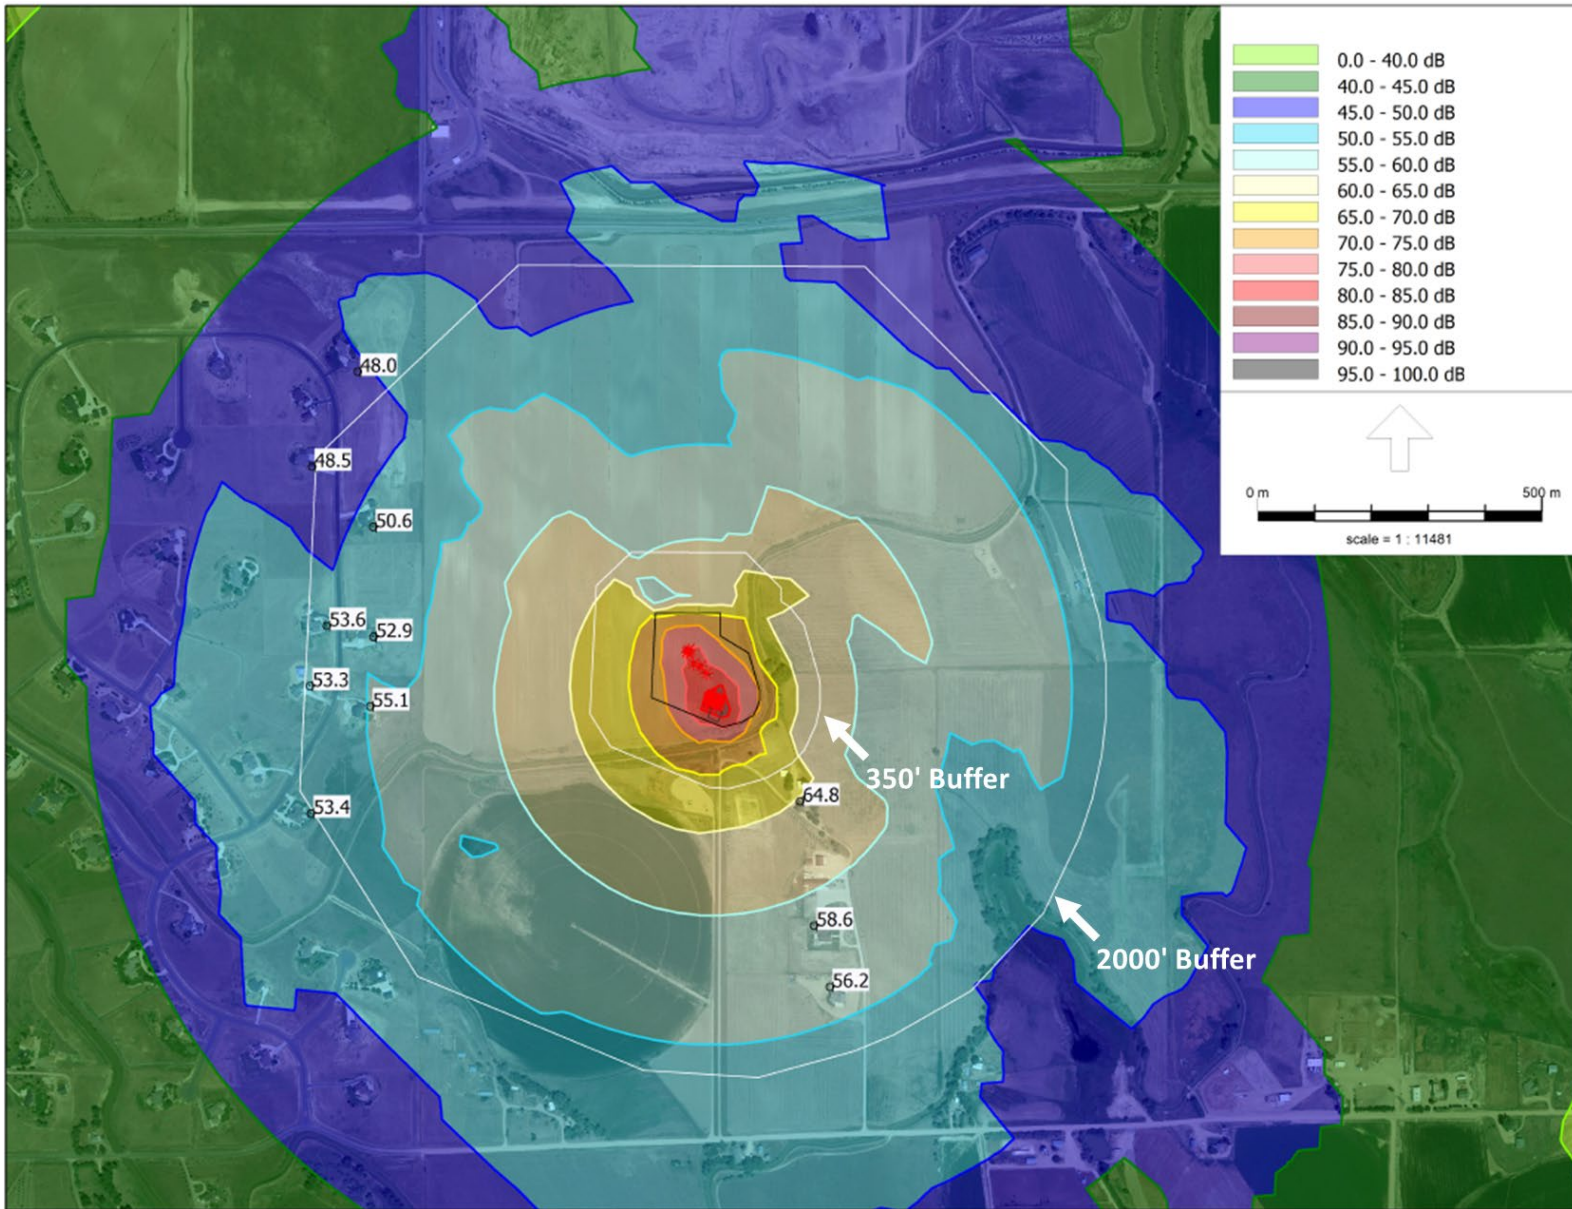 0.0 - 40.0 dB
40.0 - 45.0 dB
45.0 - 50.0 dB
50.0 - 55.0 dB
55.0 - 60.0 dB
60.0 - 65.0 dB
65.0 - 70.0 dB
70.0 - 75.0 dB
75.0 - 80.0 dB
80.0 - 85.0 dB
85.0 - 90.0 dB
90.0 - 95.0 dB
95.0 - 100.0 dB
0 m 500 m
scale = 1 : 11481
48.0
48.5
50.6
53.6
52.9
53.3
55.1
350' Buffer
64.8
53.4
58.6
2000' Buffer
56.2